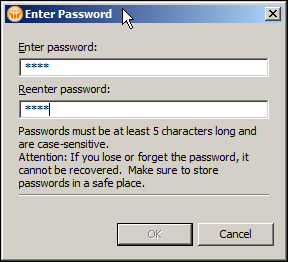 Enter Password
Enter password:
****
Reenter password:
****
Passwords must be at least 5 characters long and
are case-sensitive.
Attention: If you lose or forget the password, it
cannot be recovered.  Make sure to store
passwords in a safe place.
OK
Cancel